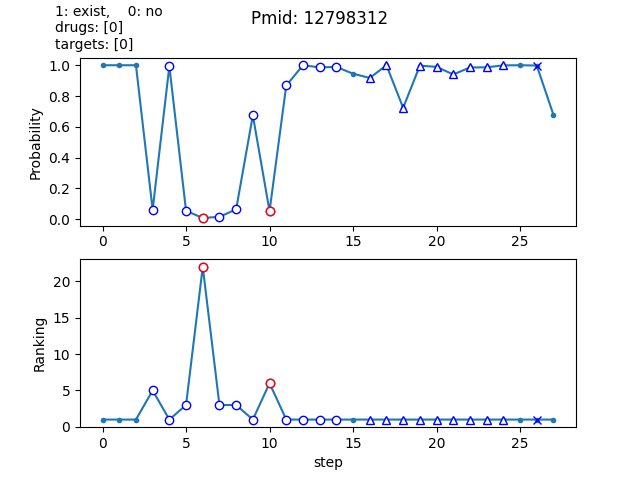 1: exist,    0: no
drugs: [0]
targets: [0]
Pmid: 12798312
Probability
1.0
0.8
0.6
0.4
0.2
0.0
0 5 10 15 20 25
Ranking
20
15
10
5
0
0 5 10 15 20 25
step